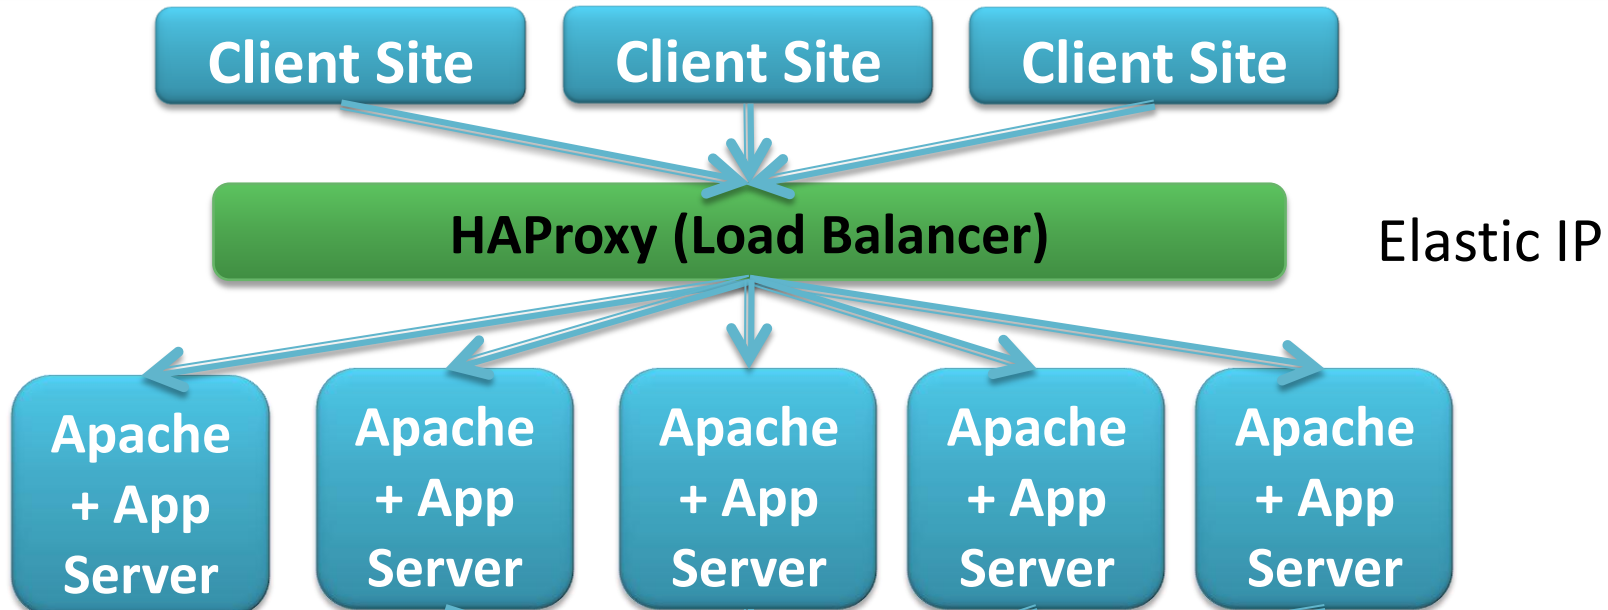 Client Site
Client Site
Client Site
HAProxy (Load Balancer)
Elastic IP
Apache
+ App
Server
Apache
+ App
Server
Apache
+ App
Server
Apache
+ App
Server
Apache
+ App
Server